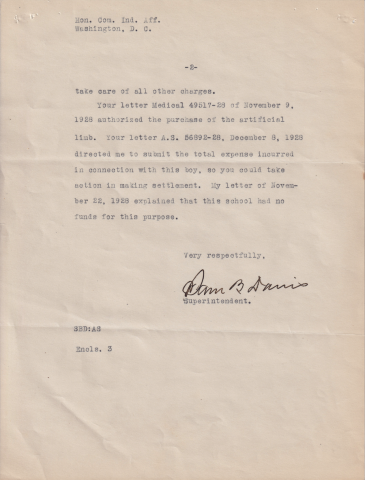 Hon. Com. Ind. Aff.
Washington, D. C.
-2-
take care of all other charges.
Your letter Medical 49517-28 of November 9,
1928 authorized the purchase of the artificial
limb. Your letter A.S. 56892-28, December 8, 1928
directed me to submit the total expense incurred
in connection with this boy, so you could take
action in making settlement. My letter of Novem-
ber 22, 1928 explained that this school had no
funds for this purpose.
Very respectfully,
B Davis
Superintendent.
Encls. 3